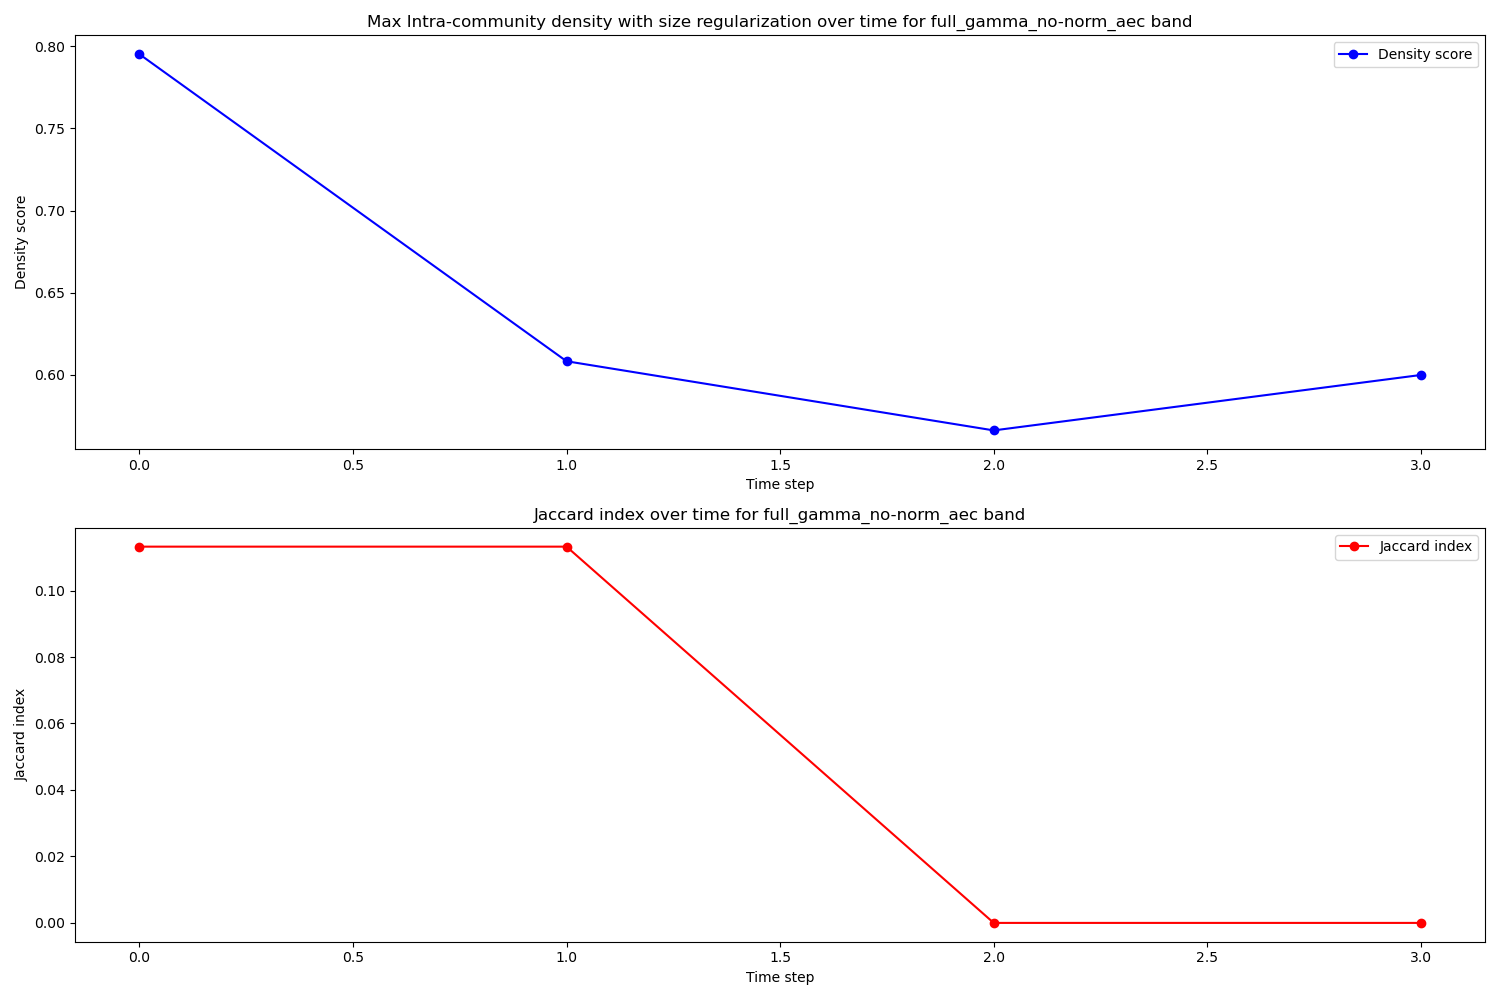 Max Intra-community density with size regularization over time for full_gamma_no-norm_aec band
Density score
0.80
0.75
0.70
0.65
0.60
Density score
0.0 0.5 1.0 1.5 2.0 2.5 3.0
Time step
Jaccard index over time for full_gamma_no-norm_aec band
Jaccard index
0.10
0.08
0.06
0.04
0.02
0.00
Jaccard index
0.0 0.5 1.0 1.5 2.0 2.5 3.0
Time step